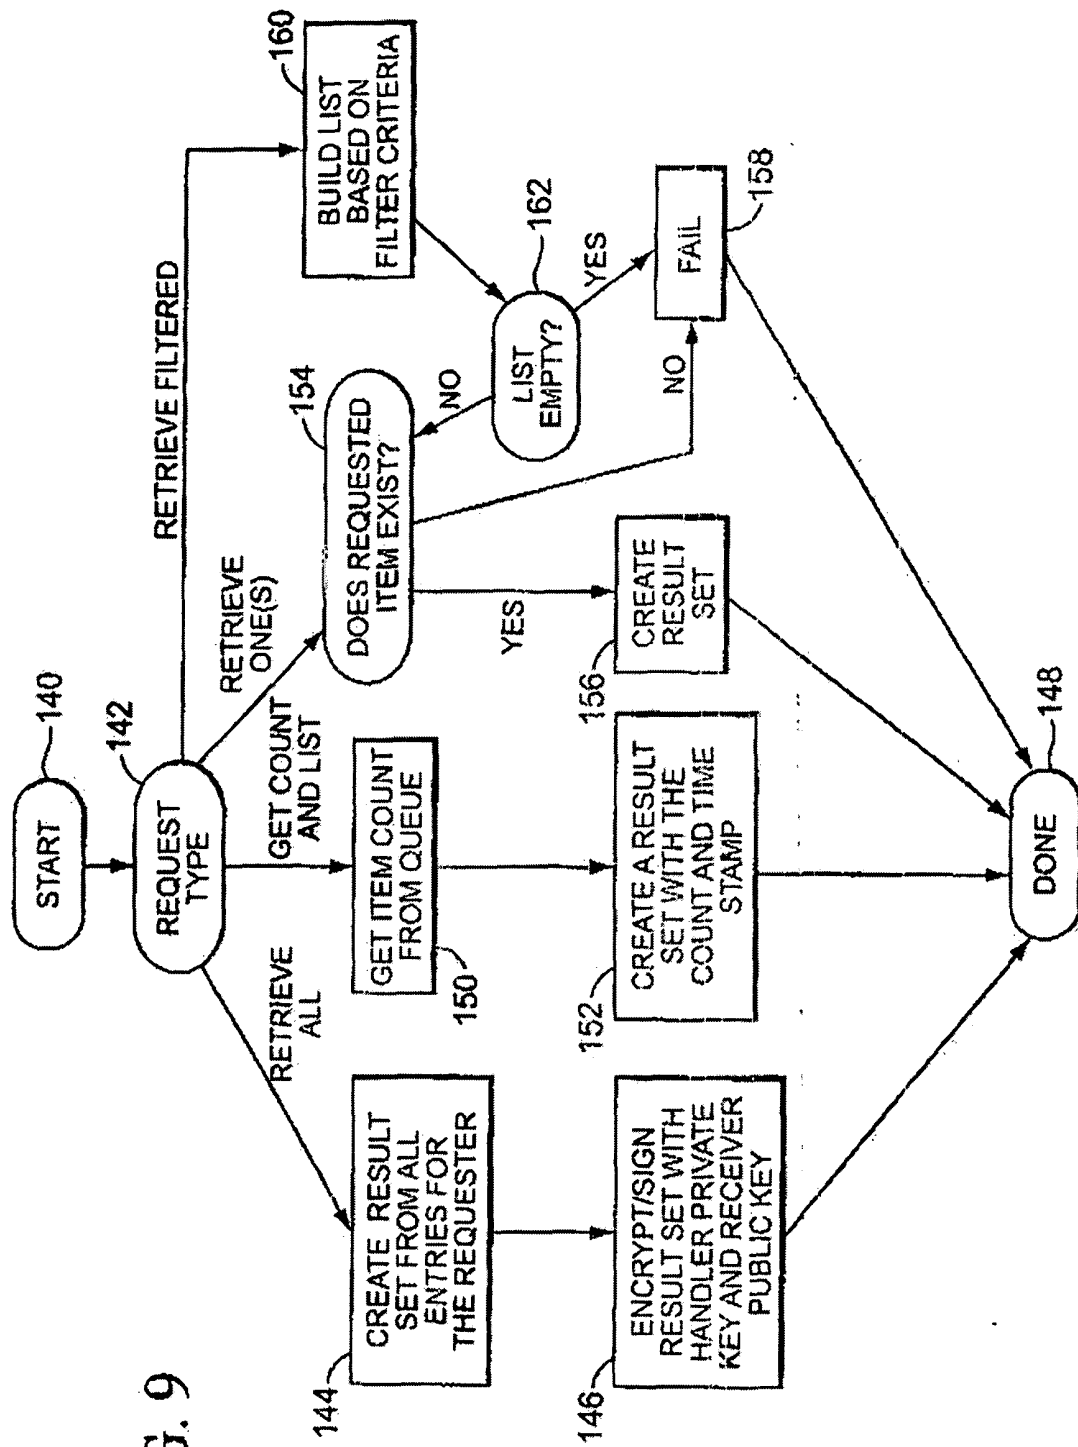 START
140
REQUEST
TYPE
142
RETRIEVE
ALL
GET COUNT
AND LIST
RETRIEVE
ONE(S)
RETRIEVE FILTERED
CREATE RESULT
SET FROM ALL
ENTRIES FOR
THE REQUESTER
144
GET ITEM COUNT
FROM QUEUE
150
DOES REQUESTED
ITEM EXIST?
154
BUILD LIST
BASED ON
FILTER CRITERIA
160
NO
LIST
EMPTY?
162
YES
YES
NO
ENCRYPT/SIGN
RESULT SET WITH
HANDLER PRIVATE
KEY AND RECEIVER
PUBLIC KEY
146
CREATE A RESULT
SET WITH THE
COUNT AND TIME
STAMP
152
CREATE
RESULT
SET
156
FAIL
158
DONE
148
G. 9